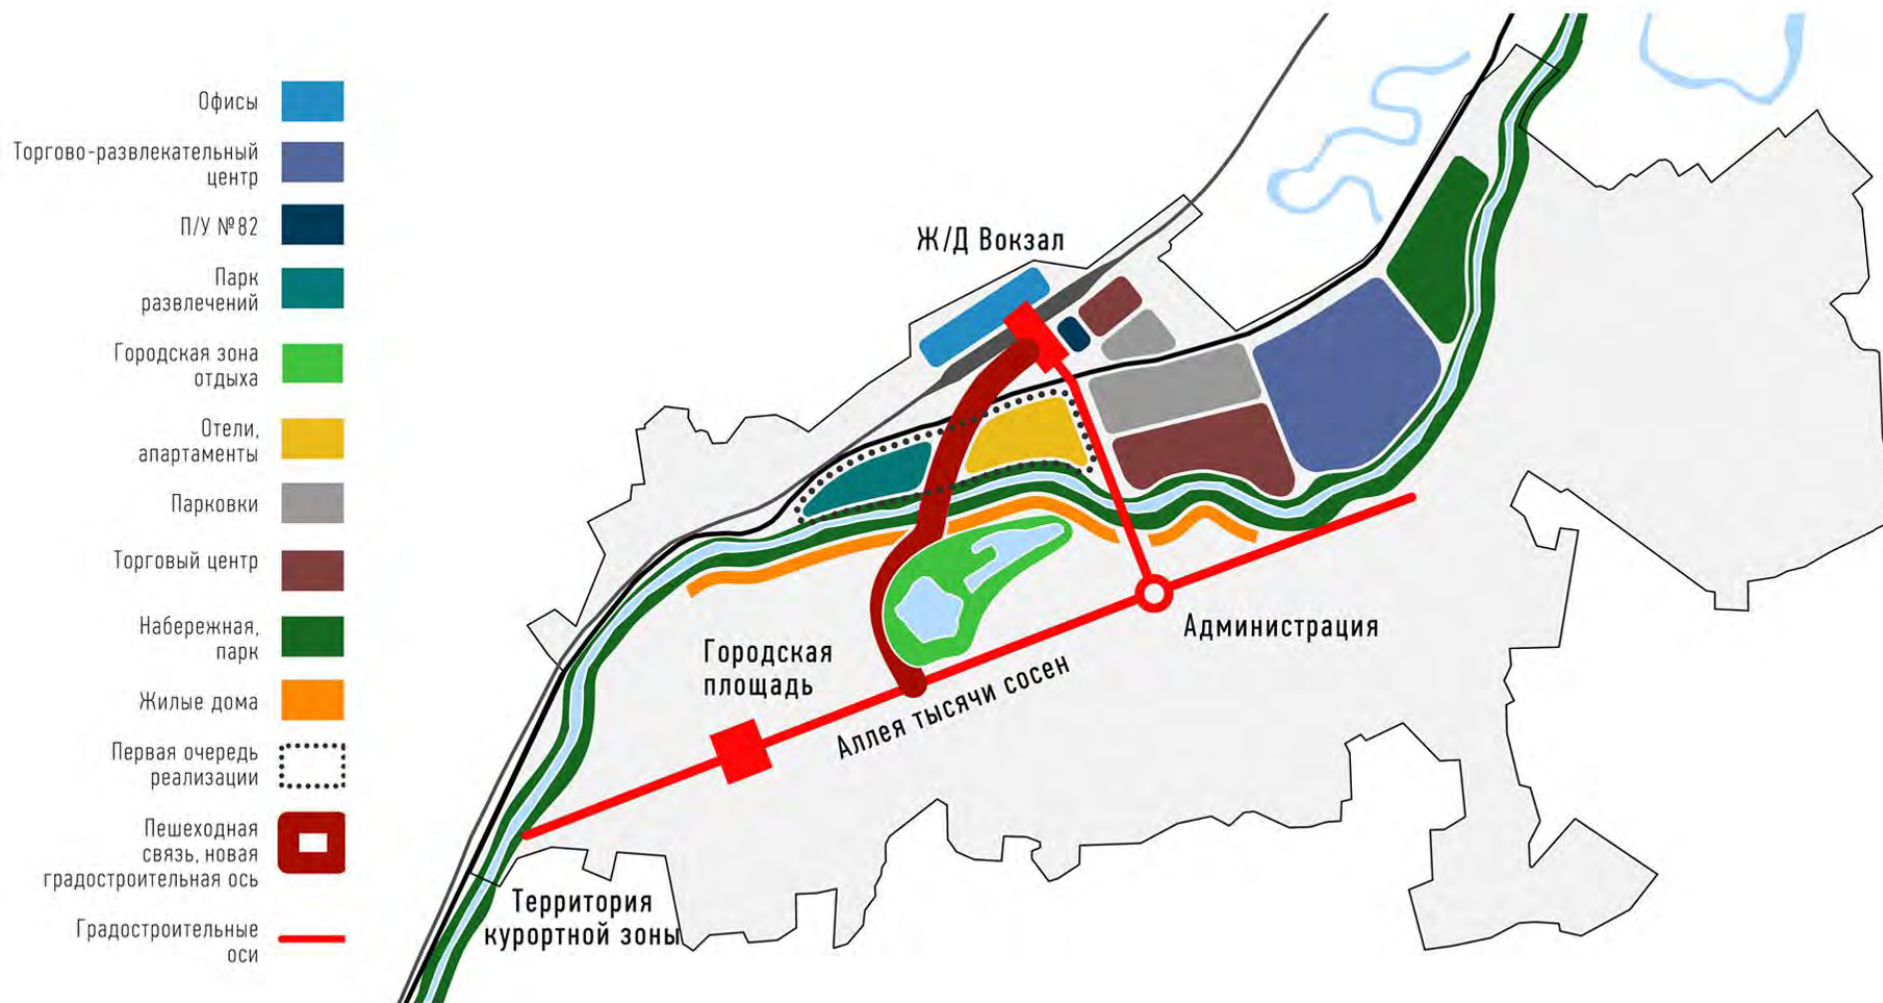 Офисы
Торгово-развлекательный
центр
П/У №82
Парк
развлечений
Городская зона
отдыха
Отели,
апартаменты
Парковки
Торговый центр
Набережная,
парк
Жилые дома
Первая очередь
реализации
Пешеходная
связь, новая
градостроительная ось
Градостроительные
оси
Ж/Д Вокзал
Администрация
Городская
площадь
Аллея тысячи сосен
Территория
курортной зоны